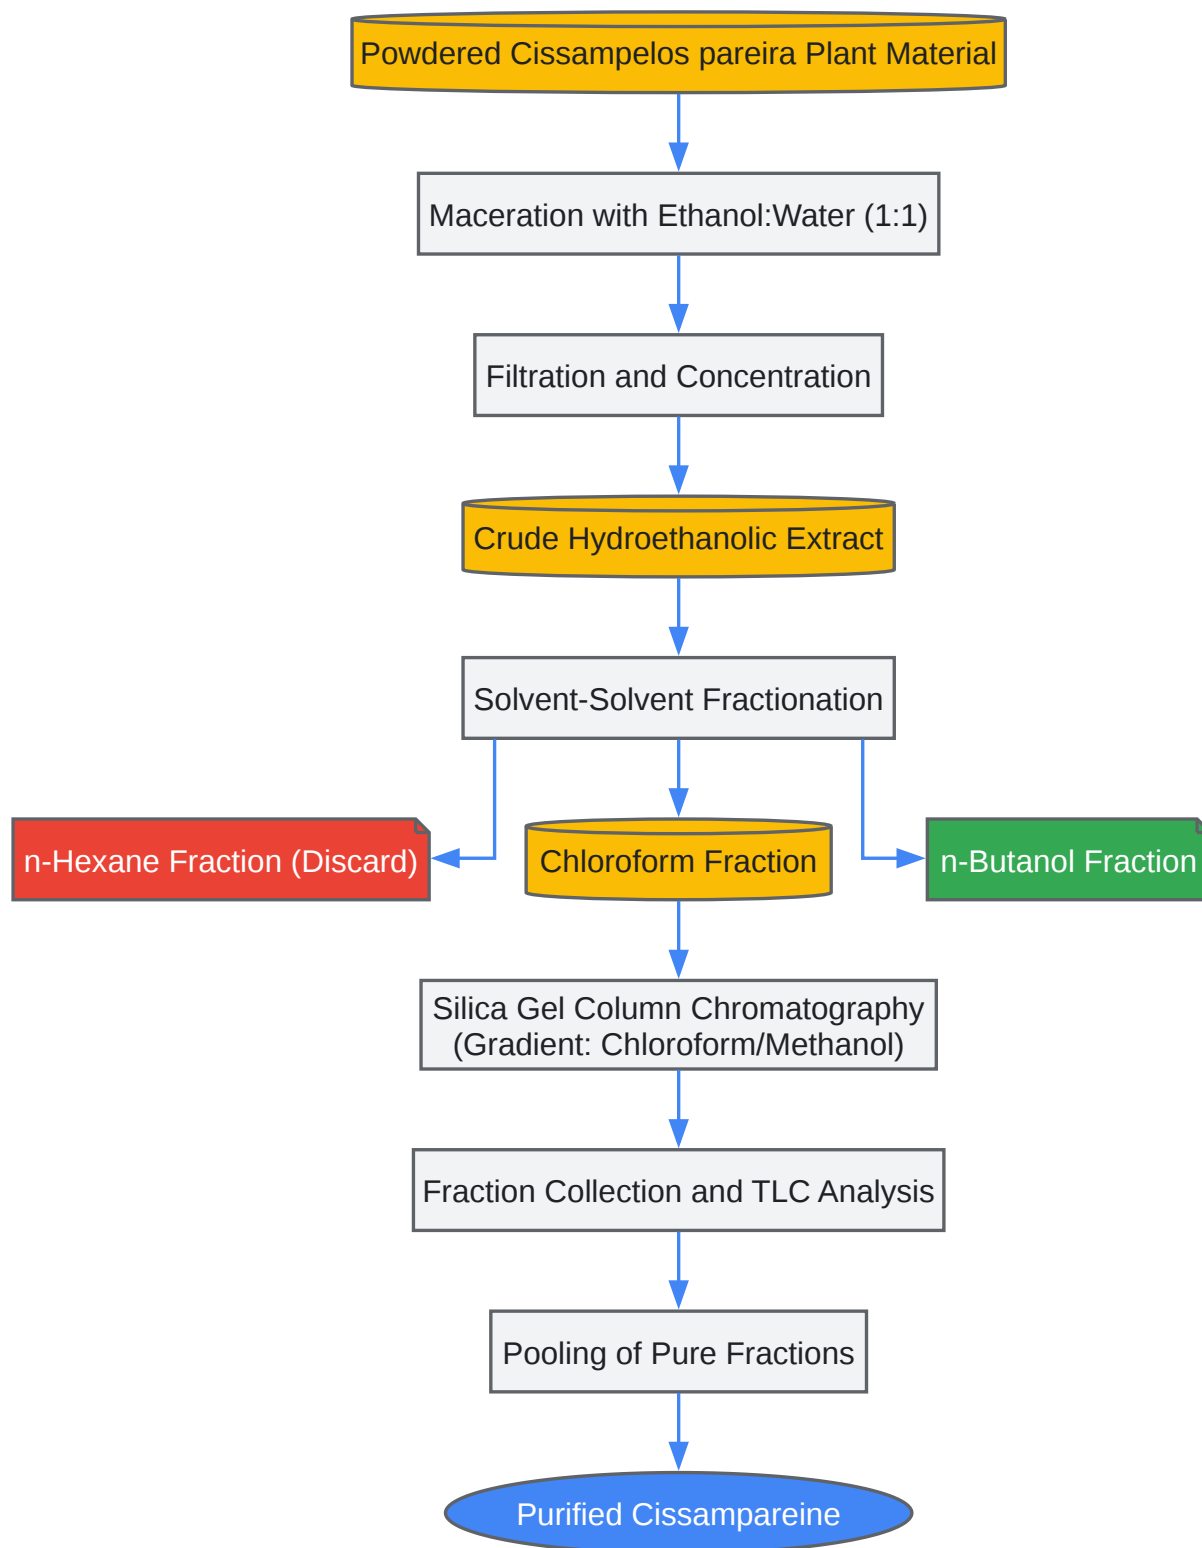 Powdered Cissampelos pareira Plant Material
Maceration with Ethanol:Water (1:1)
Filtration and Concentration
Crude Hydroethanolic Extract
Solvent-Solvent Fractionation
n-Hexane Fraction (Discard)
Chloroform Fraction
n-Butanol Fraction
Silica Gel Column Chromatography
(Gradient: Chloroform/Methanol)
Fraction Collection and TLC Analysis
Pooling of Pure Fractions
Purified Cissampareine